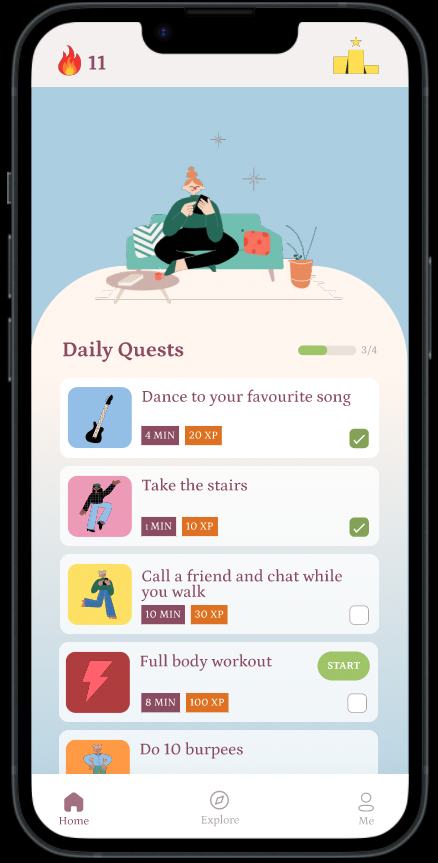 11
Daily Quests
3/4
Dance to your favourite song
4 MIN 20 XP
Take the stairs
1 MIN 10 XP
Call a friend and chat while
you walk
10 MIN 30 XP
Full body workout
START
8 MIN 100 XP
Do 10 burpees
Home Explore Me